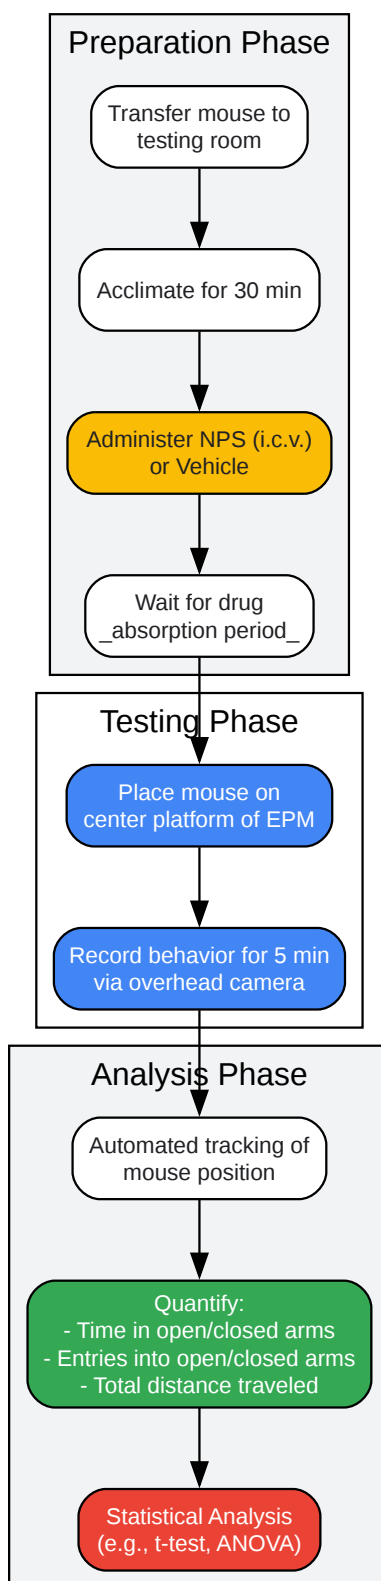 Preparation Phase
Transfer mouse to
testing room
Acclimate for 30 min
Administer NPS (i.c.v.)
or Vehicle
Wait for drug
_absorption period_
Testing Phase
Place mouse on
center platform of EPM
Record behavior for 5 min
via overhead camera
Analysis Phase
Automated tracking of
mouse position
Quantify:
- Time in open/closed arms
- Entries into open/closed arms
- Total distance traveled
Statistical Analysis
(e.g., t-test, ANOVA)